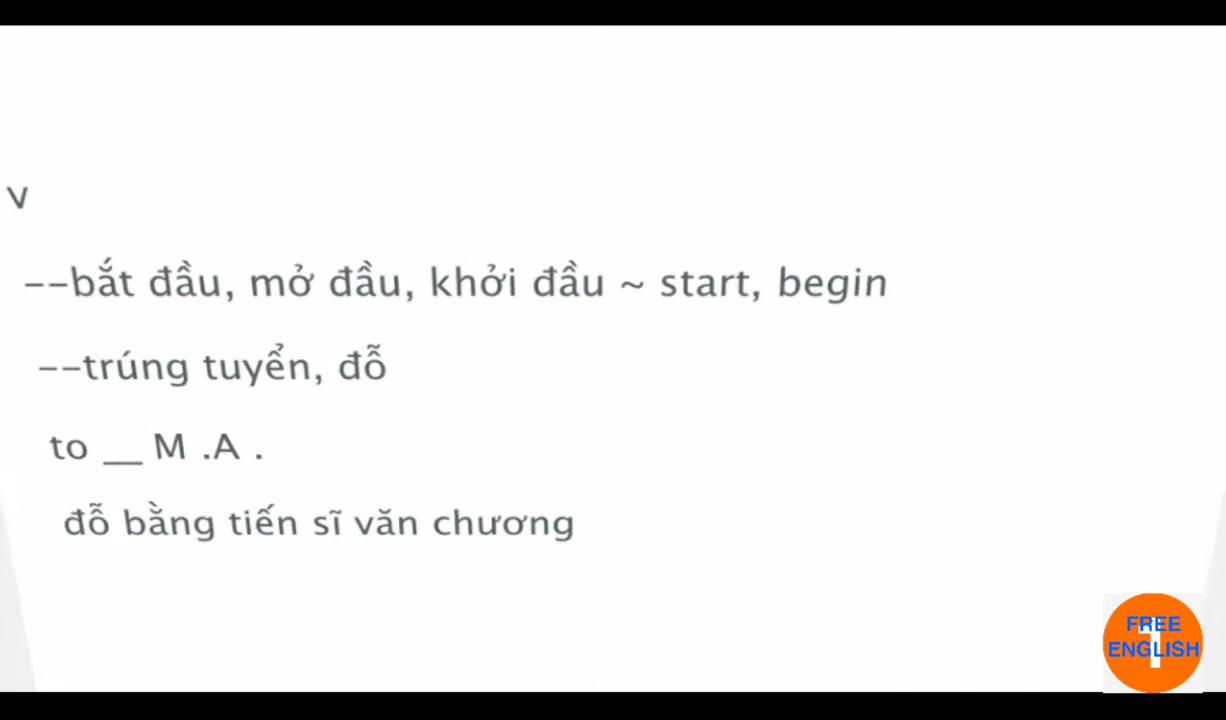 v
--bắt đầu, mở đầu, khởi đầu ~ start, begin
--trúng tuyển, đỗ
to __ M .A .
đỗ bằng tiến sĩ văn chương
1
FREE
ENGLISH